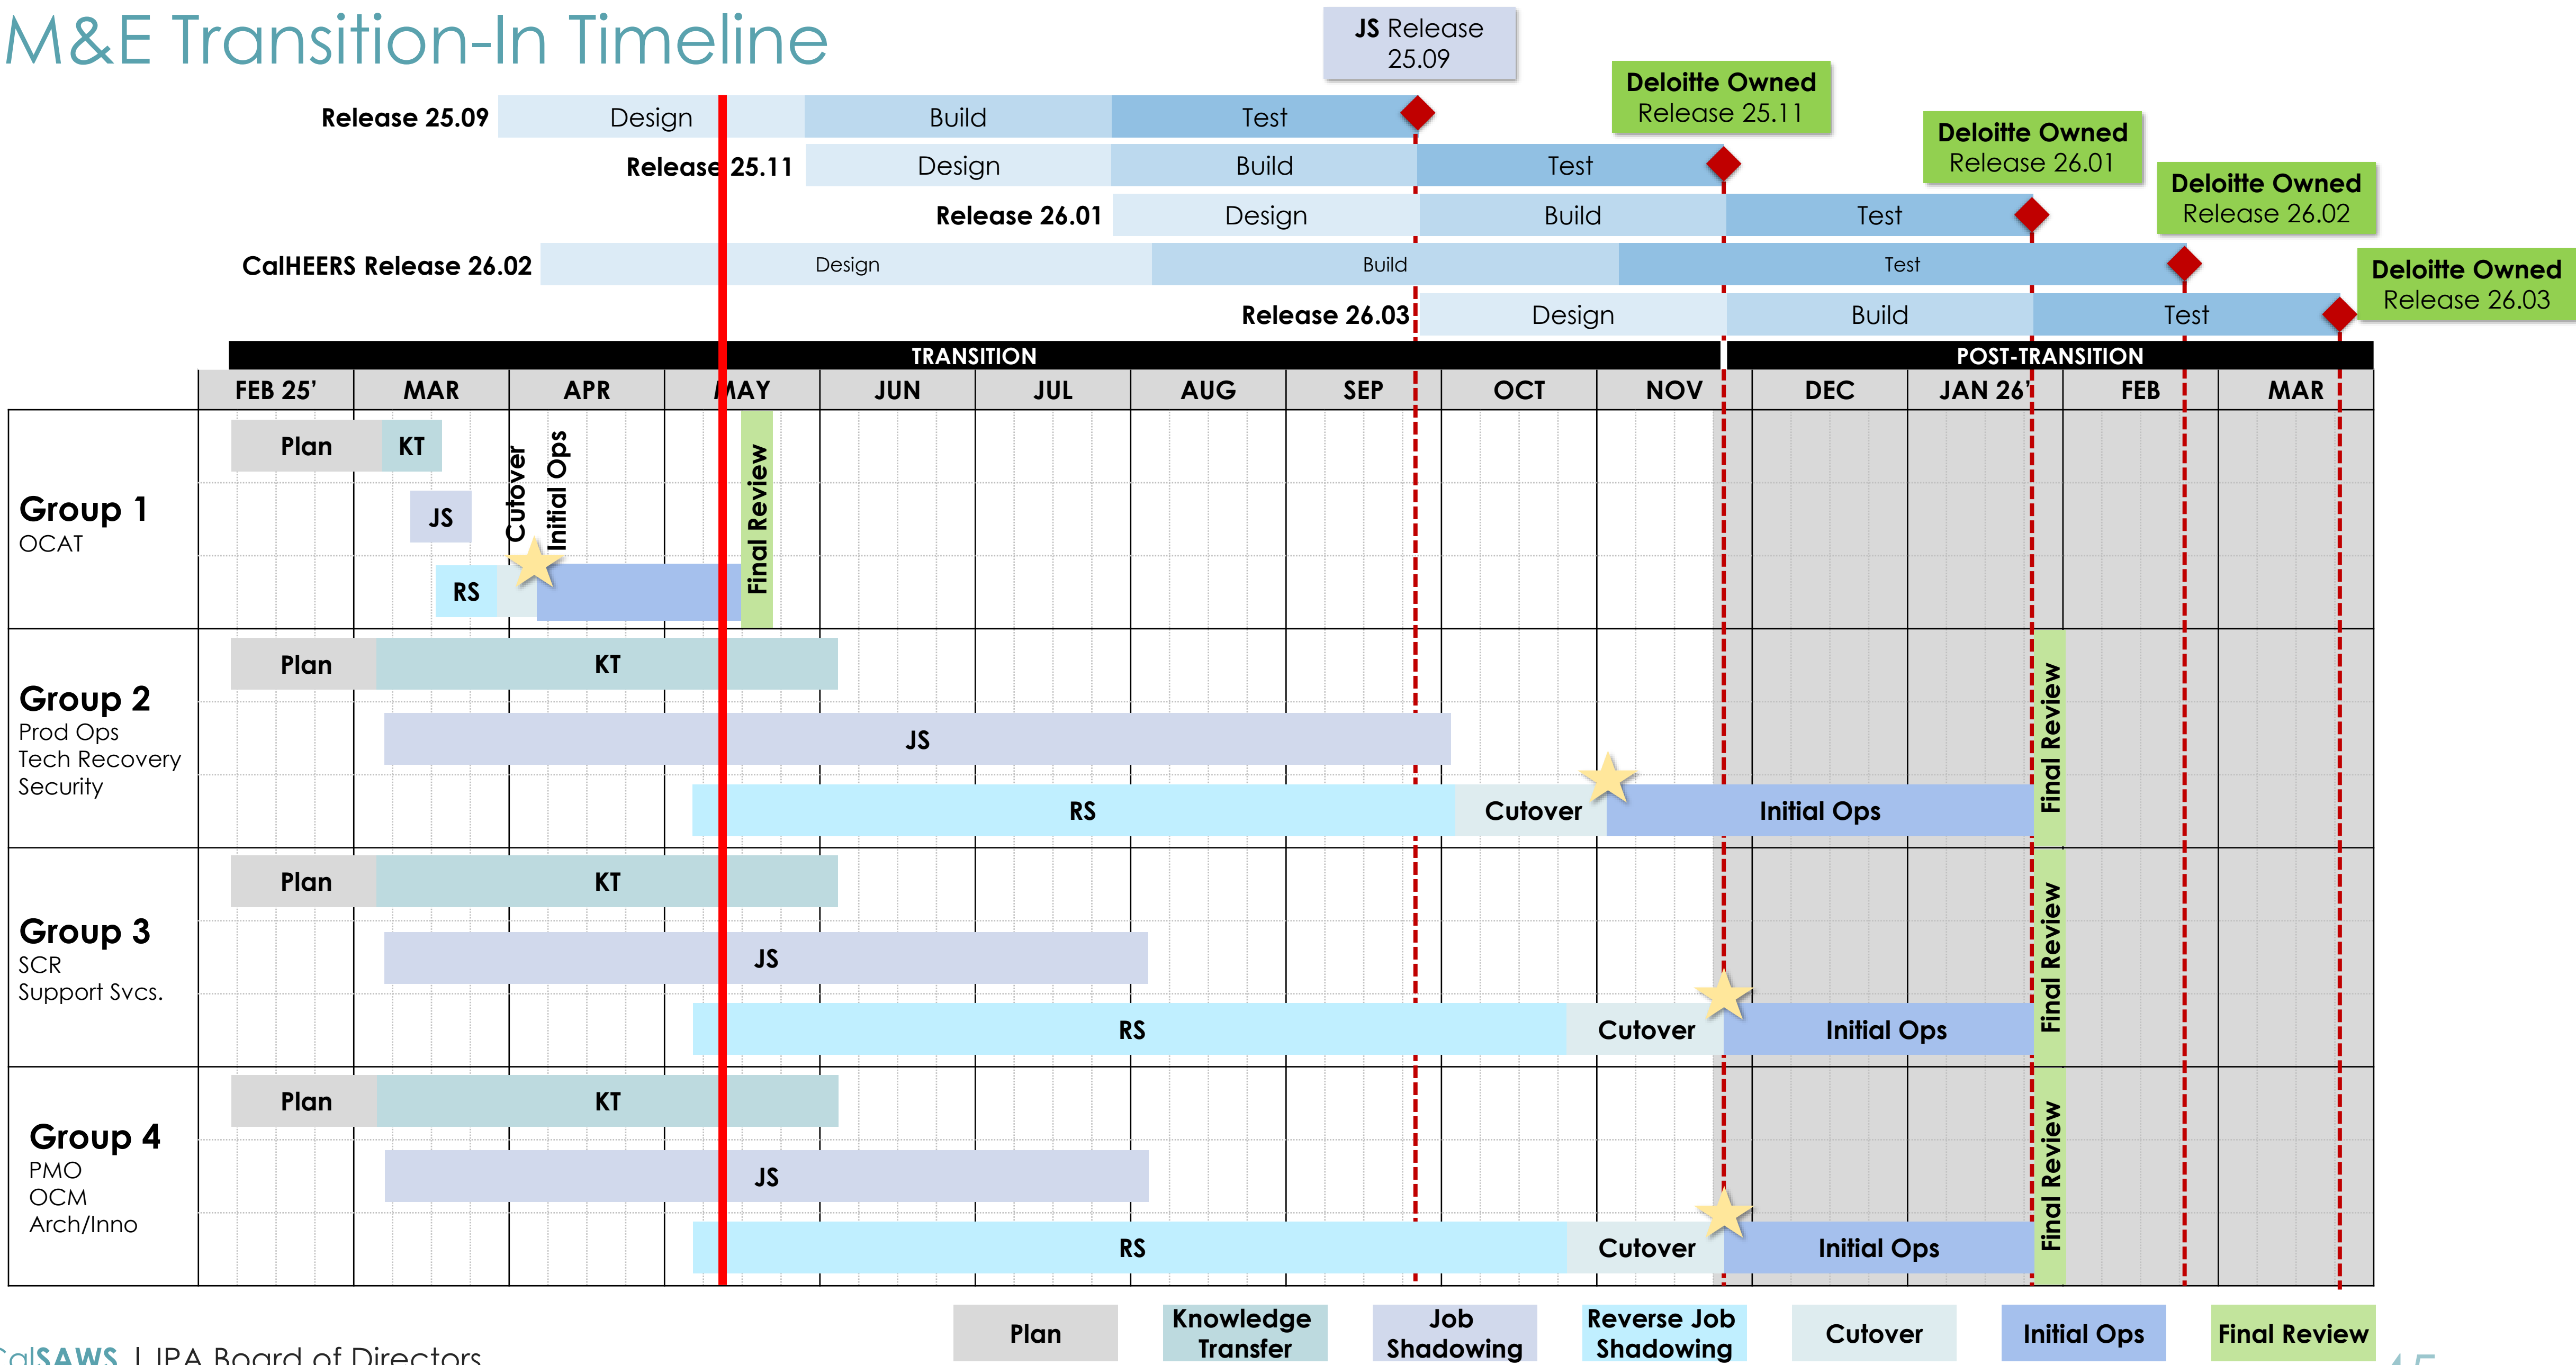 M&E Transition-In Timeline
JS Release
25.09
Deloitte Owned
Release 25.11
Deloitte Owned
Release 26.01
Deloitte Owned
Release 26.02
Deloitte Owned
Release 26.03
Release 25.09 Design Build Test
Release 25.11 Design Build Test
Release 26.01 Design Build Test
CalHEERS Release 26.02 Design Build Test
Release 26.03 Design Build Test
TRANSITION POST-TRANSITION
FEB 25’ MAR APR MAY JUN JUL AUG SEP OCT NOV DEC JAN 26’ FEB MAR
Group 1
OCAT
Plan KT
JS
RS
Cutover
Initial Ops
Final Review
Group 2
Prod Ops
Tech Recovery
Security
Plan KT
JS
RS Cutover Initial Ops
Final Review
Group 3
SCR
Support Svcs.
Plan KT
JS
RS Cutover Initial Ops
Final Review
Group 4
PMO
OCM
Arch/Inno
Plan KT
JS
RS Cutover Initial Ops
Final Review
Plan
Knowledge
Transfer
Job
Shadowing
Reverse Job
Shadowing
Cutover
Initial Ops
Final Review
CalSAWS | JPA Board of Directors
45